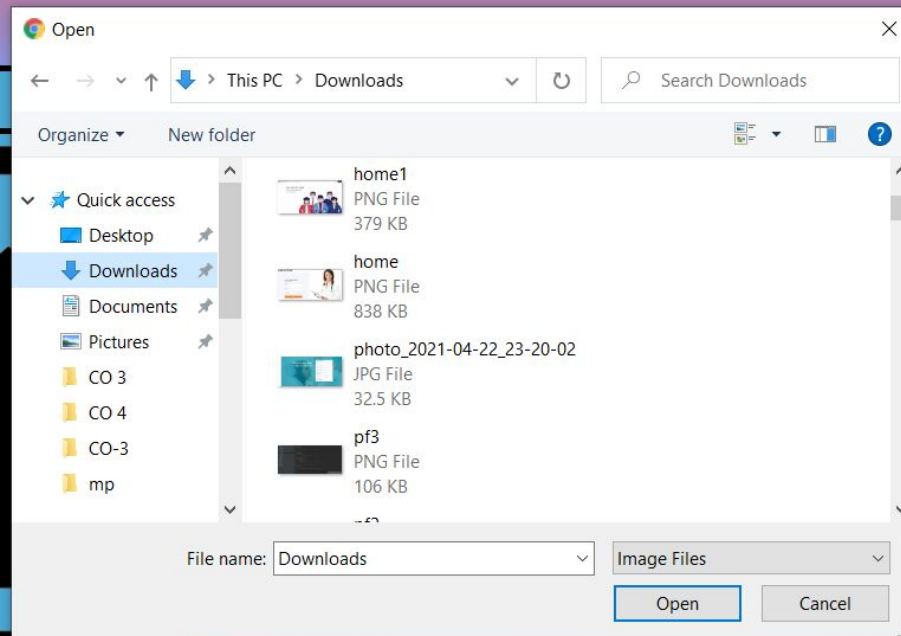 Open
This PC > Downloads
Search Downloads
Organize
New folder
?
Quick access
Desktop
Downloads
Documents
Pictures
CO 3
CO 4
CO-3
mp
home1
PNG File
379 KB
home
PNG File
838 KB
photo_2021-04-22_23-20-02
JPG File
32.5 KB
pf3
PNG File
106 KB
File name: Downloads
Image Files
Open
Cancel